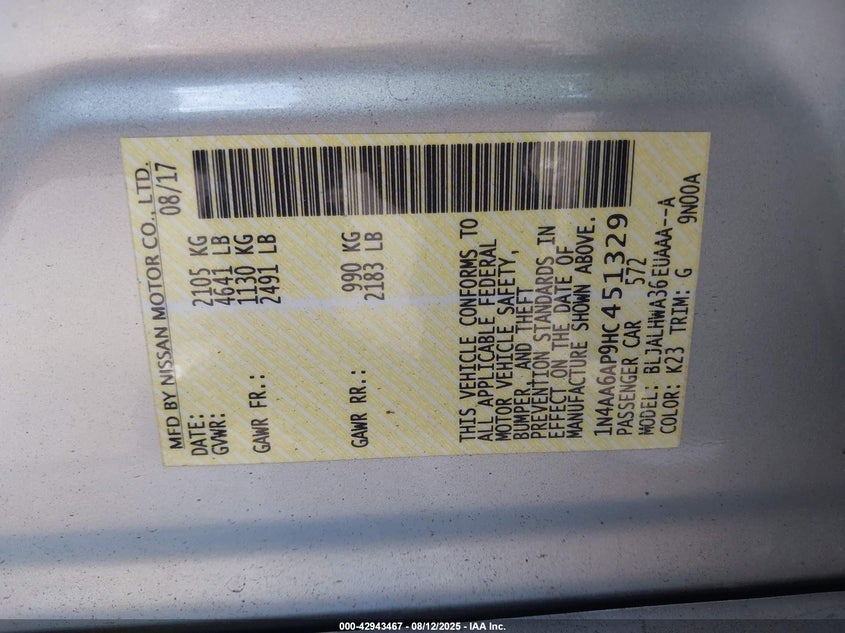 MFD BY NISSAN MOTOR CO., LTD.
DATE: 08/17
GVWR: 2105 KG
4641 LB
GAWR FR.: 1130 KG
2491 LB
GAWR RR.: 990 KG
, 2183 LB
THIS VEHICLE CONFORMS TO
ALL APPLICABLE FEDERAL
MOTOR VEHICLE SAFETY,
BUMPER, AND THEFT
PREVENTION STANDARDS IN
EFFECT ON THE DATE OF
MANUFACTURE SHOWN ABOVE.
1N4AA6AP9HC451329
PASSENGER CAR 572
MODEL: BLJALHWA36EUAAA--A
COLOR: K23 TRIM: G 9N00A
000-42943467 - 08/12/2025 - IAA Inc.